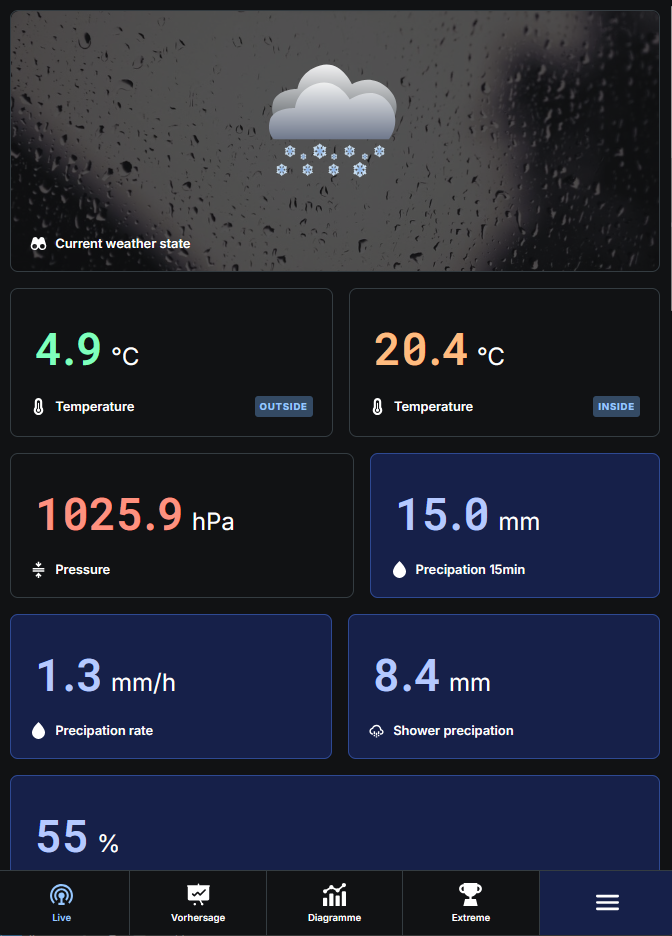 Current weather state
4.9 °C
Temperature
OUTSIDE
20.4 °C
Temperature
INSIDE
1025.9 hPa
Pressure
15.0 mm
Precipation 15min
1.3 mm/h
Precipation rate
8.4 mm
Shower precipation
55 %
Live
Vorhersage
Diagramme
Extreme